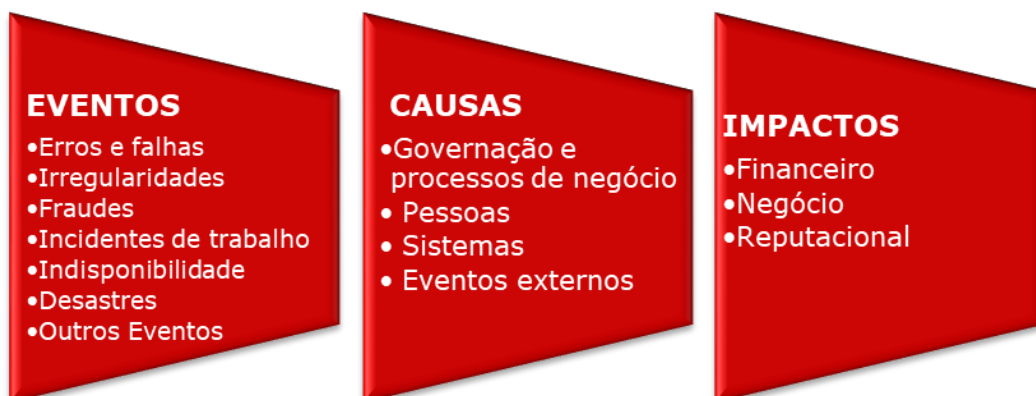 EVENTOS
•Erros e falhas
•Irregularidades
•Fraudes
•Incidentes de trabalho
•Indisponibilidade
•Desastres
•Outros Eventos
CAUSAS
•Governação e
processos de negócio
• Pessoas
• Sistemas
• Eventos externos
IMPACTOS
•Financeiro
•Negócio
•Reputacional